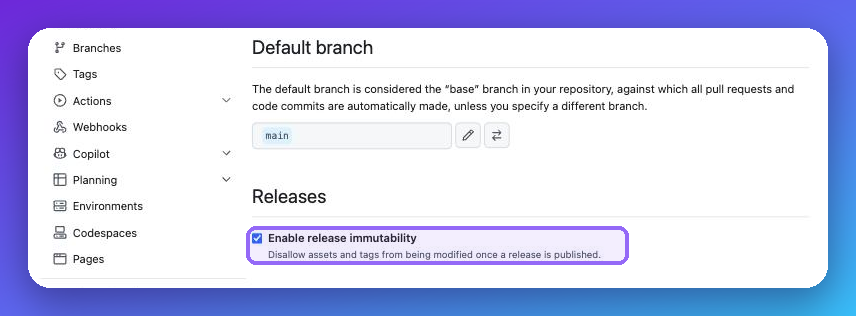 Branches
Tags
Actions
Webhooks
Copilot
Planning
Environments
Codespaces
Pages
Default branch
The default branch is considered the “base” branch in your repository, against which all pull requests and
code commits are automatically made, unless you specify a different branch.
main
Releases
Enable release immutability
Disallow assets and tags from being modified once a release is published.